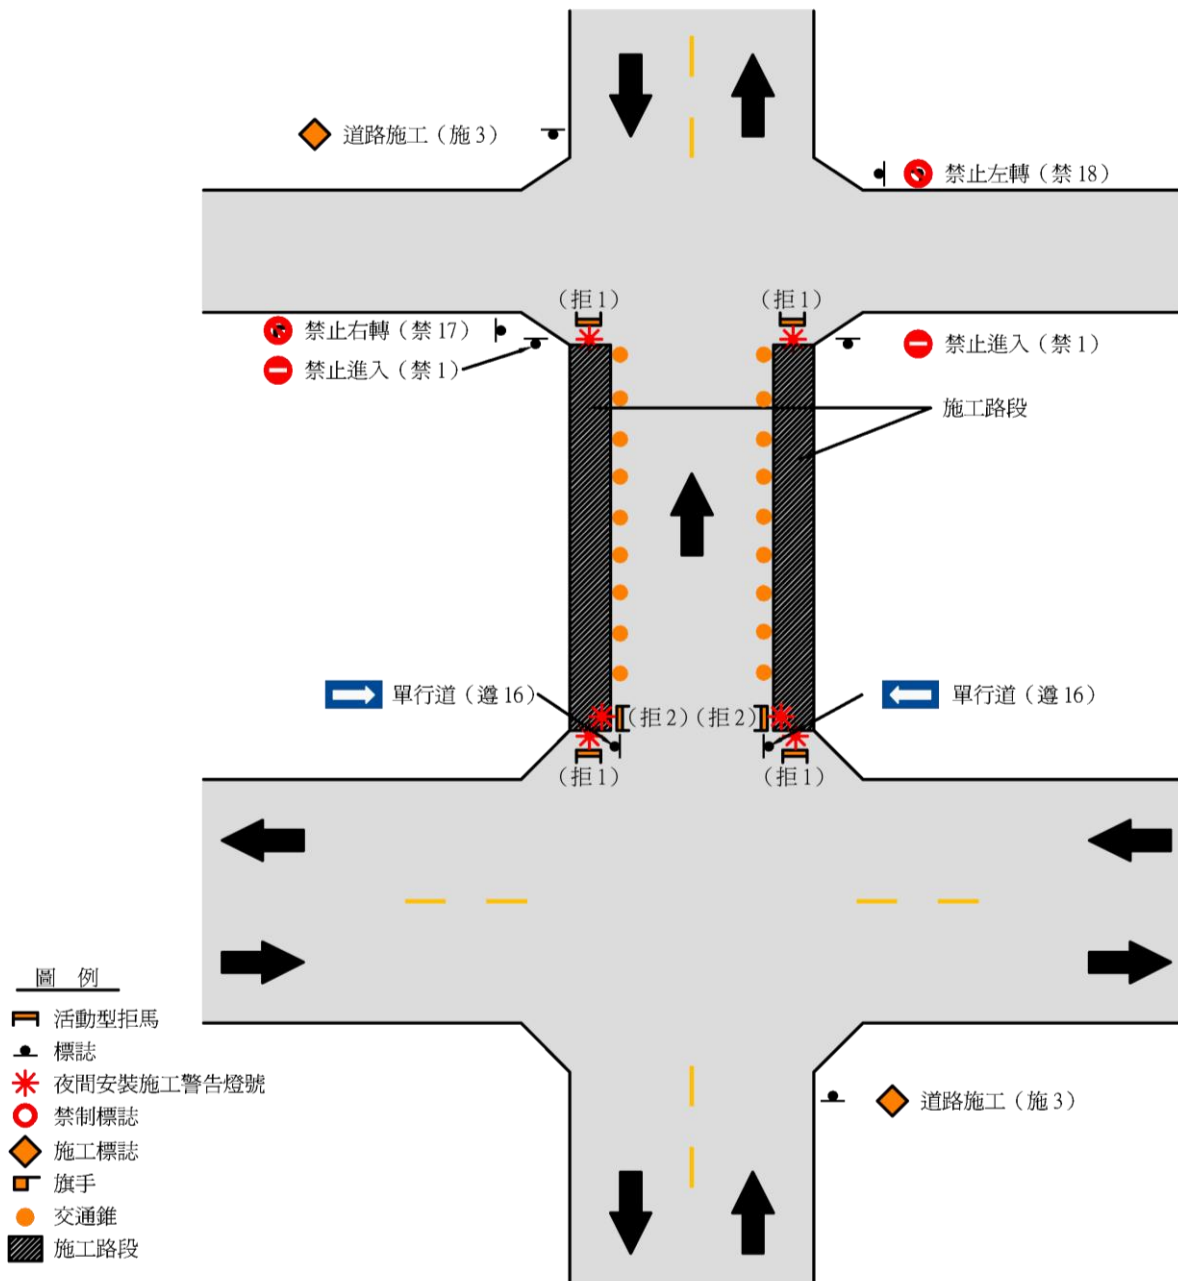 道路施工（施 3）
禁止左轉（禁 18）
（拒 1）
（拒 1）
禁止右轉（禁 17）
禁止進入（禁 1）
禁止進入（禁 1）
施工路段
單行道（遵 16）
單行道（遵 16）
（拒 2）（拒 2）
（拒 1）
（拒 1）
圖 例
活動型拒馬
標誌
夜間安裝施工警告燈號
禁制標誌
施工標誌
旗手
交通錐
施工路段
道路施工（施 3）